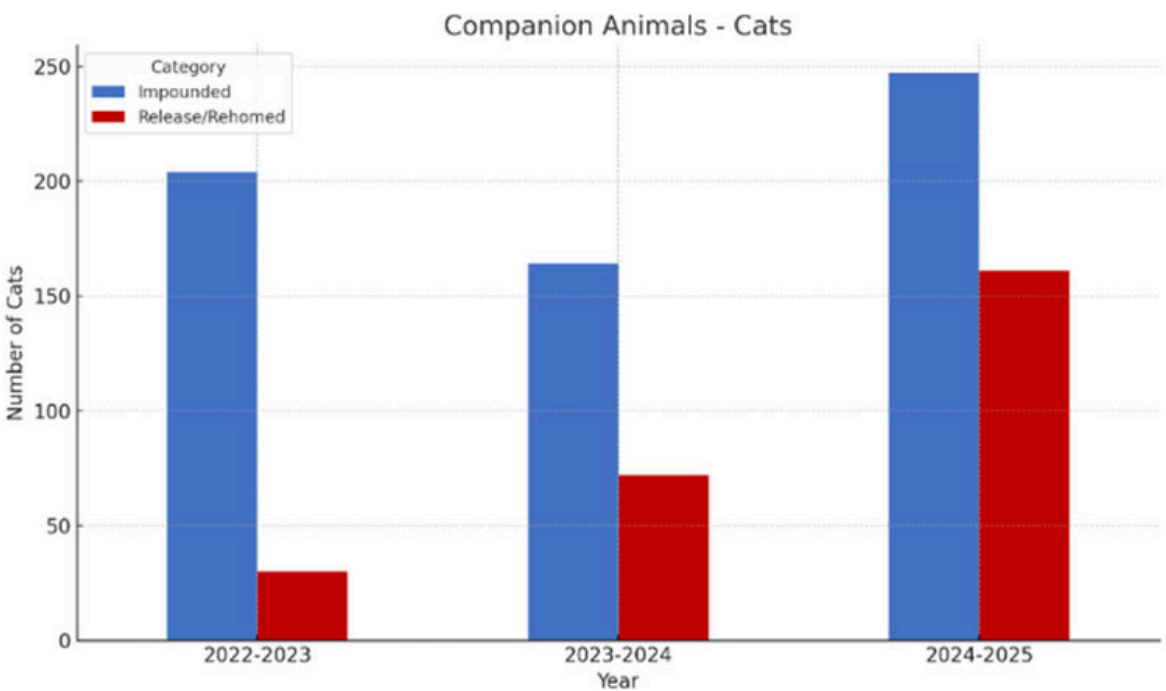 Companion Animals - Cats
Category
Impounded
Release/Rehomed
Number of Cats
250
200
150
100
50
0
2022-2023
2023-2024
2024-2025
Year